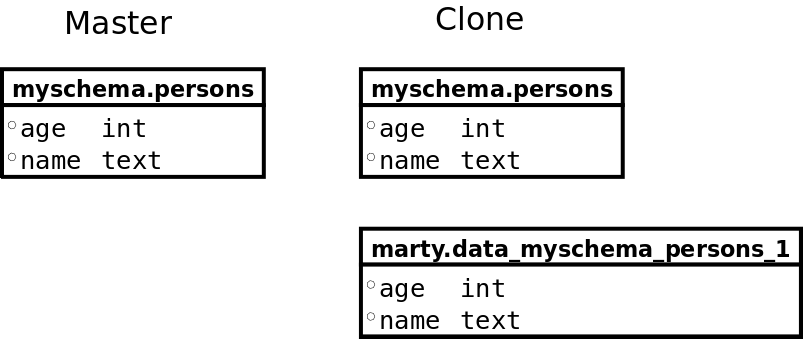 Master
myschema.persons
age int
name text
Clone
myschema.persons
age int
name text
marty.data_myschema_persons_1
age int
name text